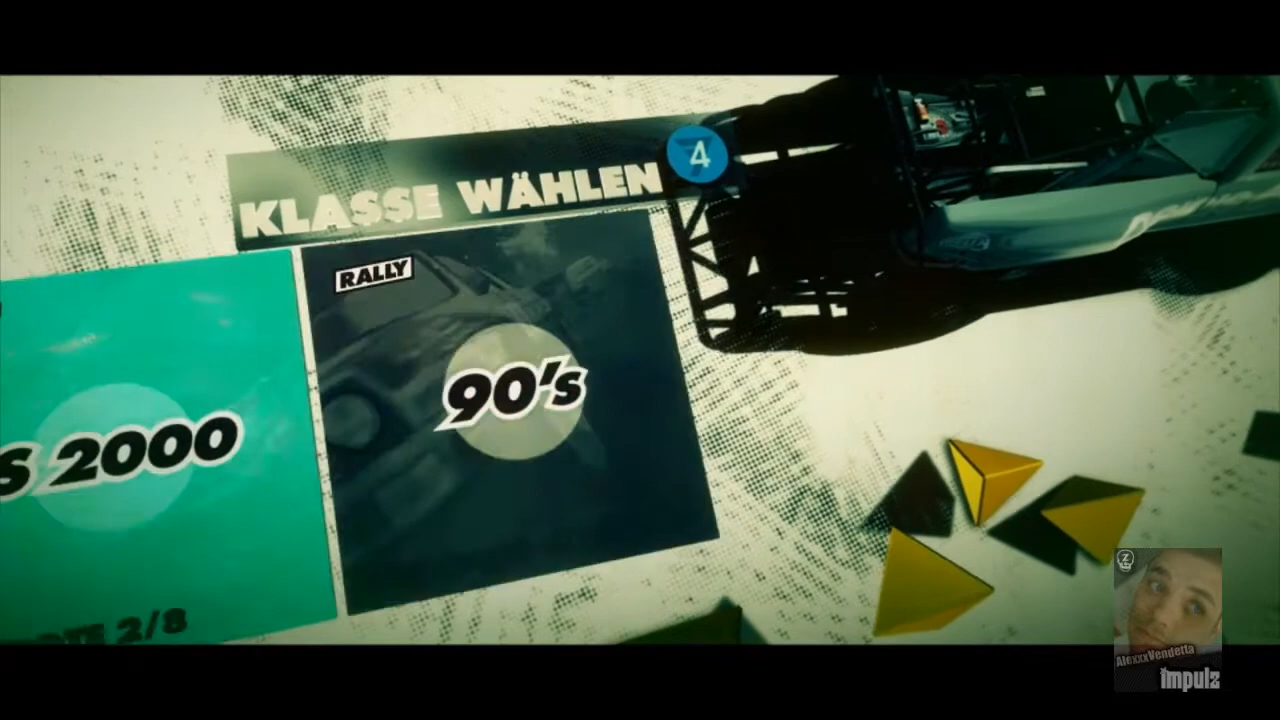 KLASSE WÄHLEN
4
RALLY
90's
S 2000
2/8
Z
AlexxxVendetta
impulz